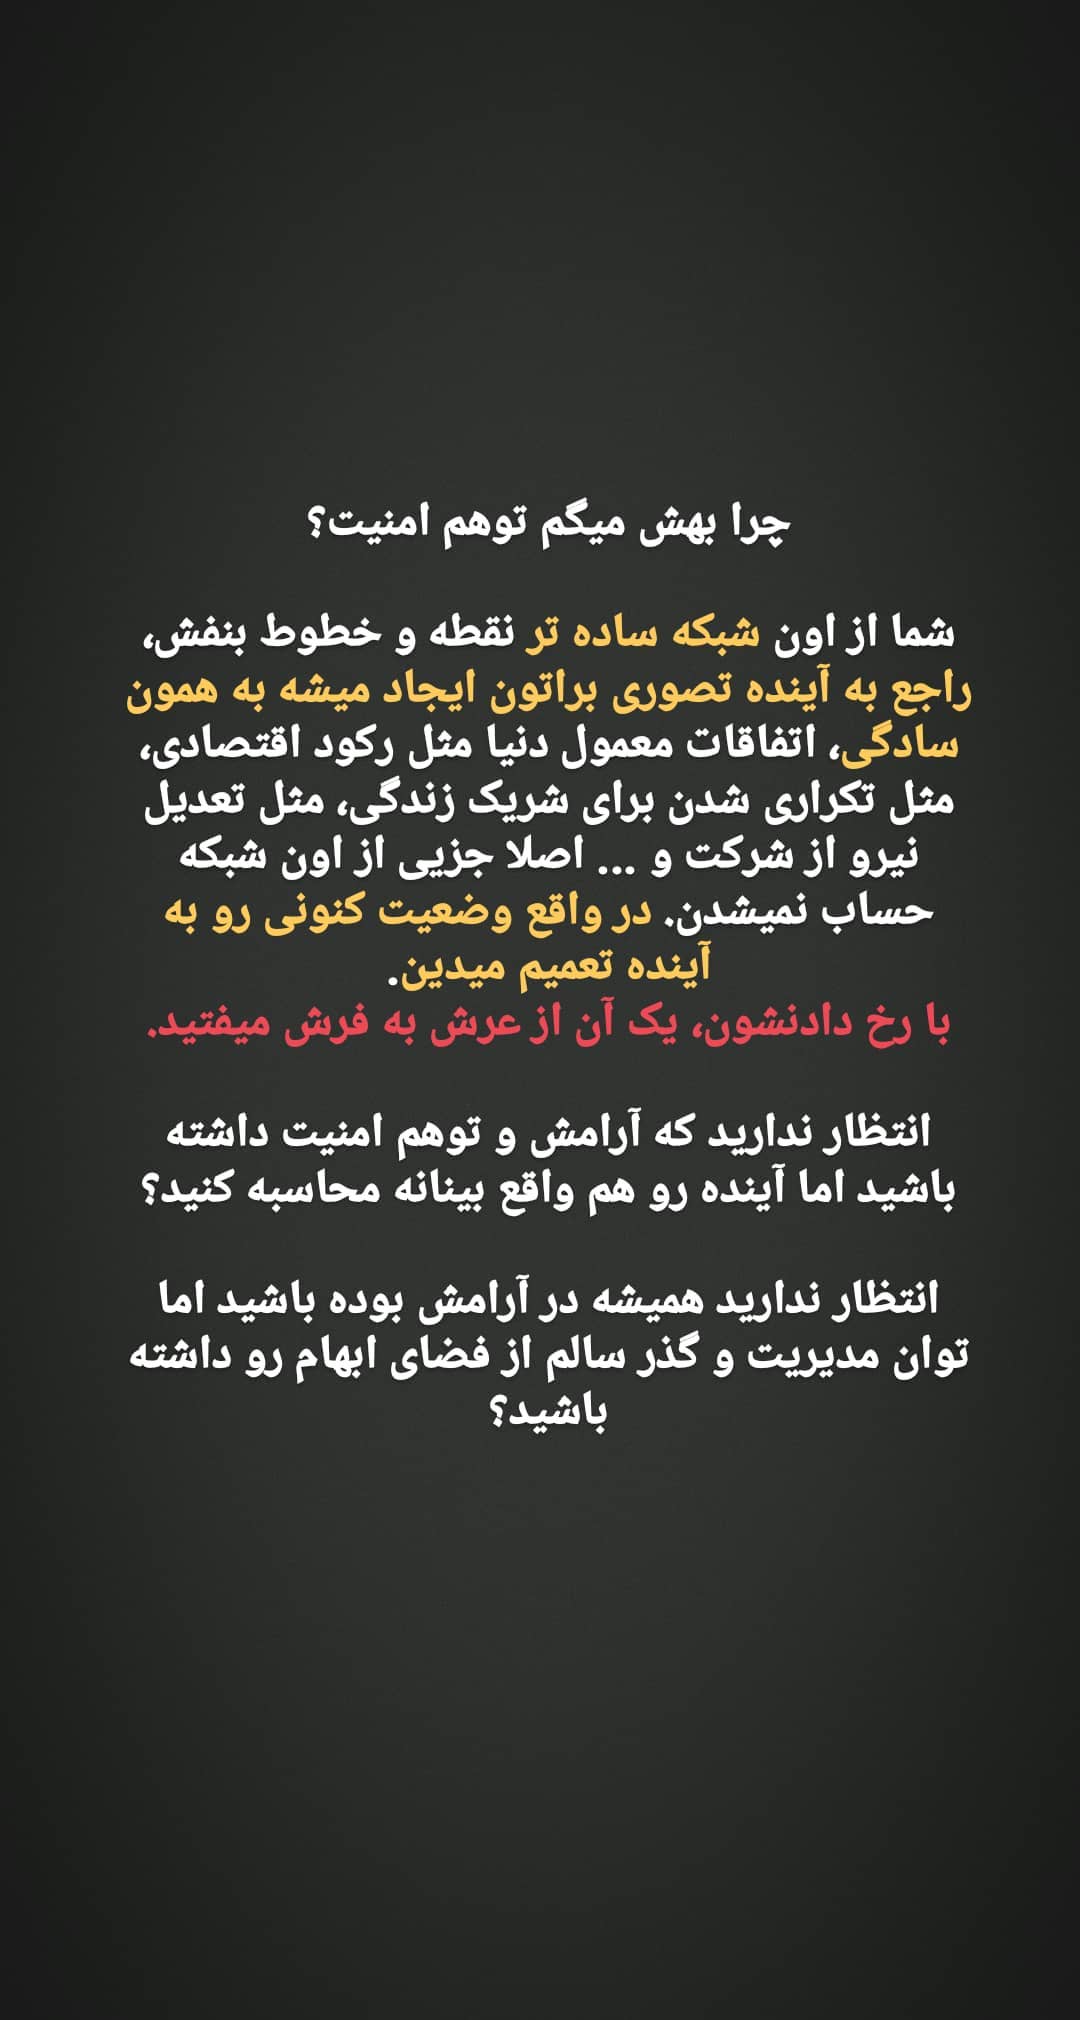 چرا بهش میگم توهم امنیت؟
شما از اون شبکه ساده تر نقطه و خطوط بنفش،
راجع به آینده تصوری براتون ایجاد میشه به همون
سادگی، اتفاقات معمول دنیا مثل رکود اقتصادی،
مثل تکراری شدن برای شریک زندگی، مثل تعدیل
نیرو از شرکت و ... اصلا جزیی از اون شبکه
حساب نمیشدن. در واقع وضعیت کنونی رو به
آینده تعمیم میدین.
با رخ دادنشون، یک آن از عرش به فرش میفتید.
انتظار ندارید که آرامش و توهم امنیت داشته
باشید اما آینده رو هم واقع بینانه محاسبه کنید؟
انتظار ندارید همیشه در آرامش بوده باشید اما
توان مدیریت و گذر سالم از فضای ابهام رو داشته
باشید؟